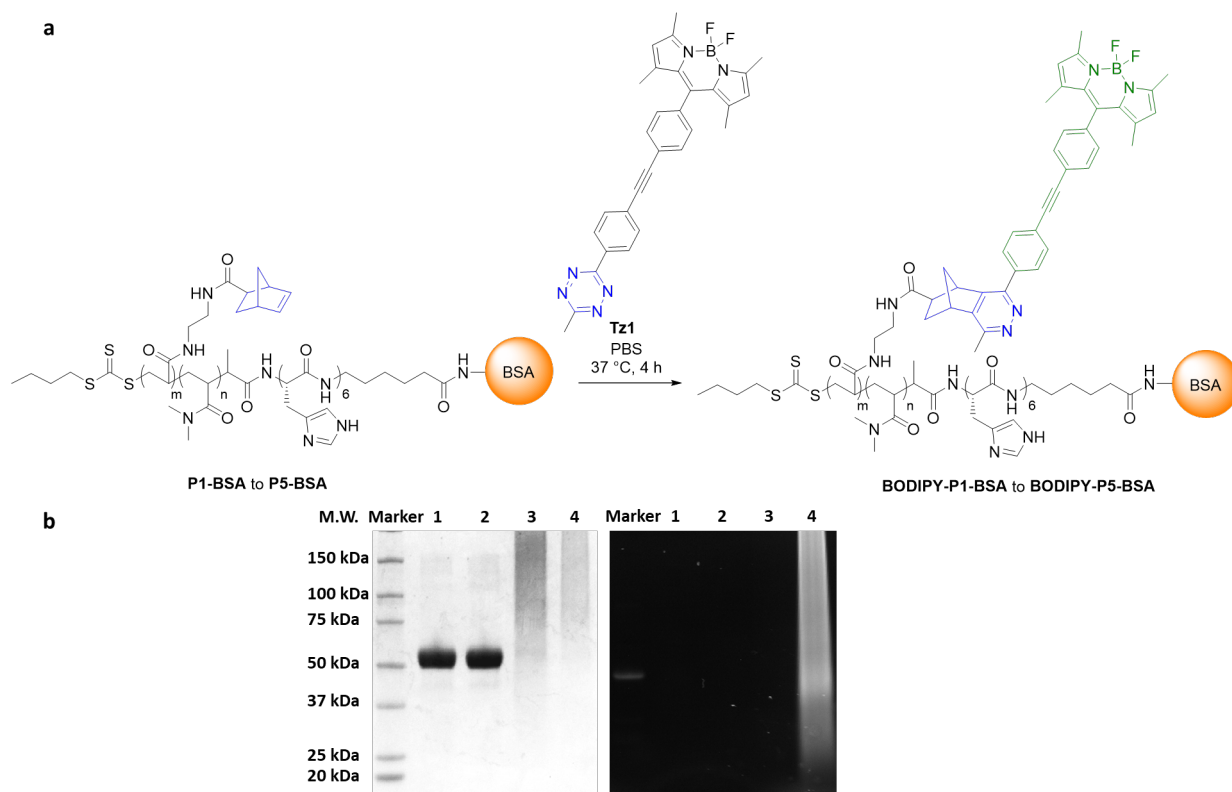 a
F
F
B
N
N
F
F
B
N
N
O
NH
N
N
N
N
Tz1
PBS
37 °C, 4 h
O
NH
N
N
S
S
S
O
NH
m
n
O
H
N
O
N
H
6
O
H
N
BSA
N
O
N
NH
S
S
S
O
NH
m
n
O
H
N
O
N
H
6
O
H
N
BSA
N
O
N
NH
P1-BSA to P5-BSA
BODIPY-P1-BSA to BODIPY-P5-BSA
b
M.W. Marker 1 2 3 4
Marker 1 2 3 4
150 kDa
100 kDa
75 kDa
50 kDa
37 kDa
25 kDa
20 kDa